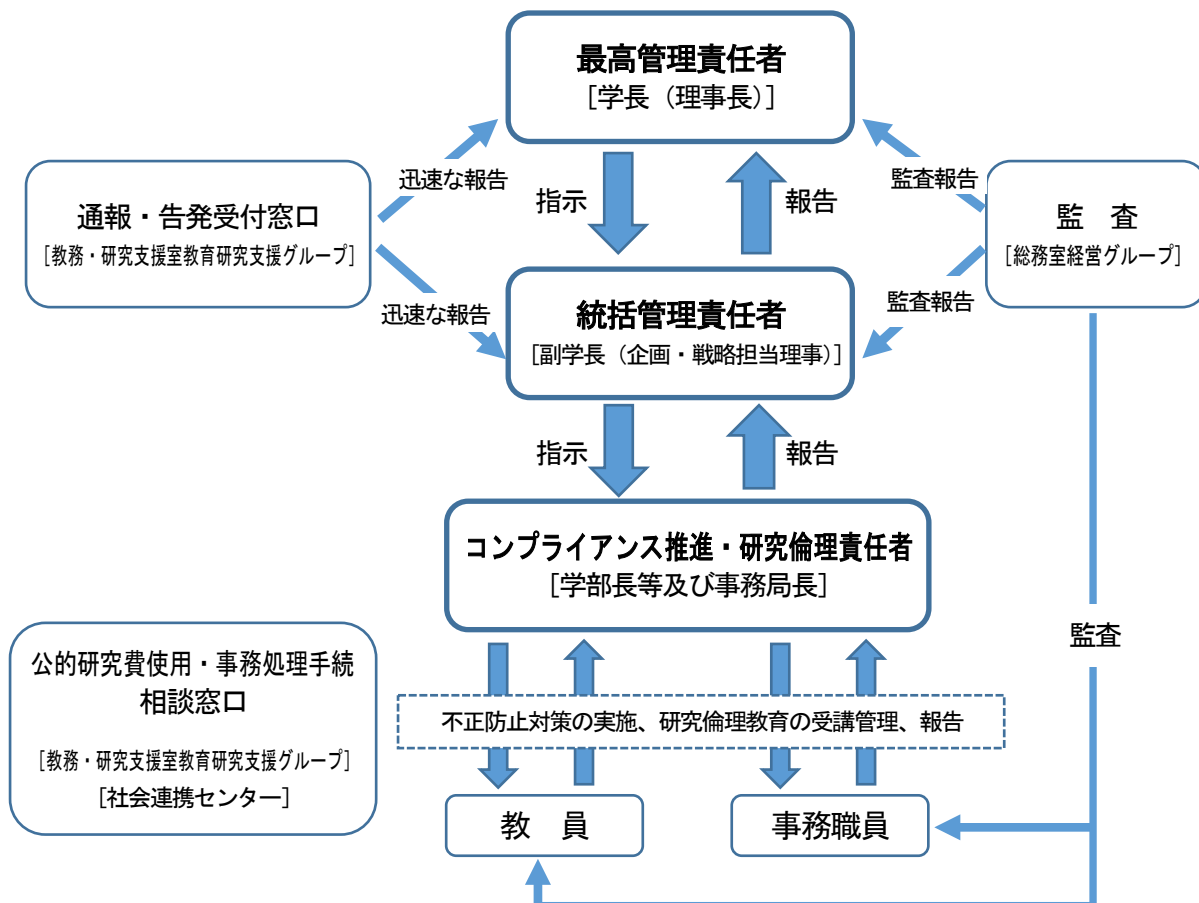 最高管理責任者
[学長（理事長）]
迅速な報告
監査報告
指示
報告
通報・告発受付窓口
[教務・研究支援室教育研究支援グループ]
監　査
[総務室経営グループ]
迅速な報告
監査報告
統括管理責任者
[副学長（企画・戦略担当理事）]
指示
報告
コンプライアンス推進・研究倫理責任者
[学部長等及び事務局長]
監査
公的研究費使用・事務処理手続
相談窓口
[教務・研究支援室教育研究支援グループ]
[社会連携センター]
不正防止対策の実施、研究倫理教育の受講管理、報告
教　員
事務職員